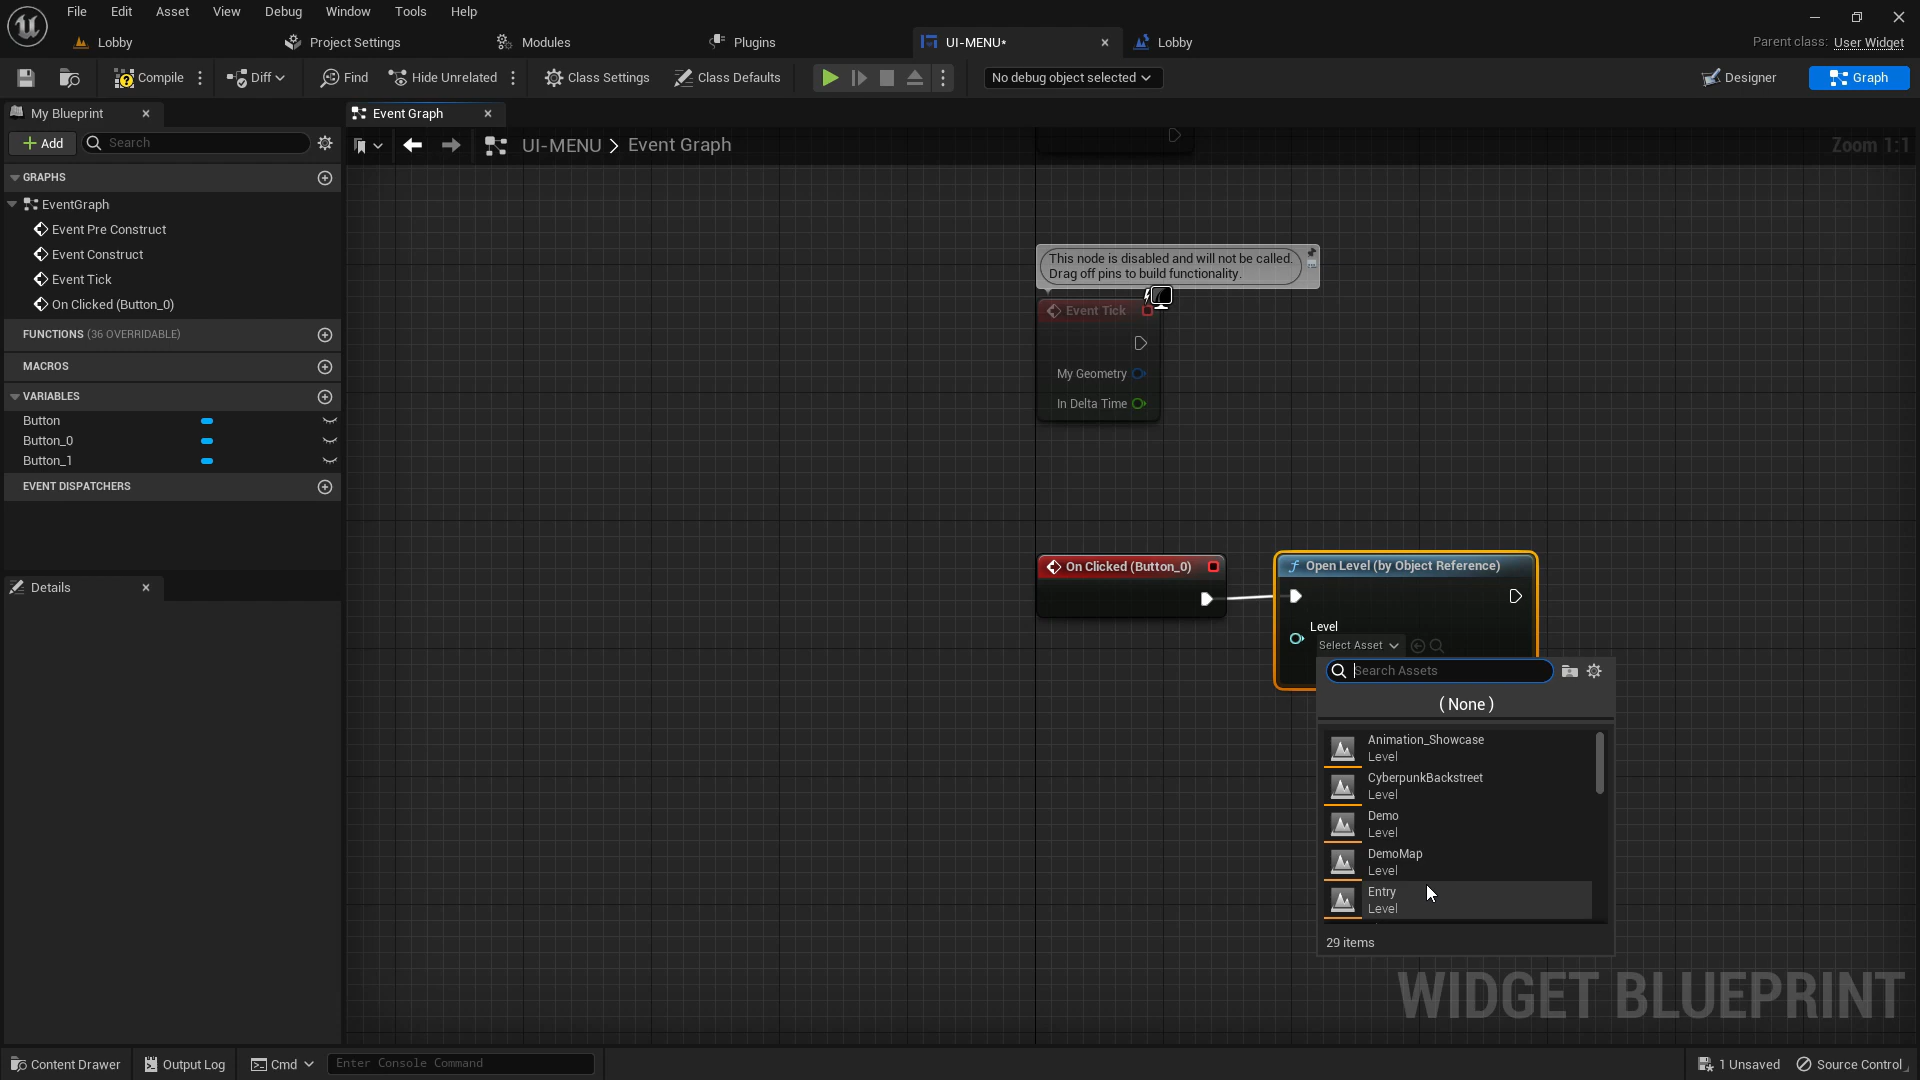 File Edit Asset View Debug Window Tools Help
Lobby Project Settings Modules Plugins UI-MENU* Lobby Parent class: User Widget
Compile Diff Find Hide Unrelated Class Settings Class Defaults No debug object selected Designer Graph
My Blueprint Event Graph
Add Search UI-MENU > Event Graph Zoom 1:1
GRAPHS
EventGraph
Event Pre Construct
Event Construct
Event Tick
On Clicked (Button_0)
FUNCTIONS (36 OVERRIDABLE)
MACROS
VARIABLES
Button
Button_0
Button_1
EVENT DISPATCHERS
Details
This node is disabled and will not be called.
Drag off pins to build functionality.
Event Tick
My Geometry
In Delta Time
On Clicked (Button_0) Open Level (by Object Reference)
Level
Select Asset
Search Assets
( None )
Animation_Showcase
Level
CyberpunkBackstreet
Level
Demo
Level
DemoMap
Level
Entry
Level
29 items
WIDGET BLUEPRINT
Content Drawer Output Log Cmd Enter Console Command 1 Unsaved Source Control